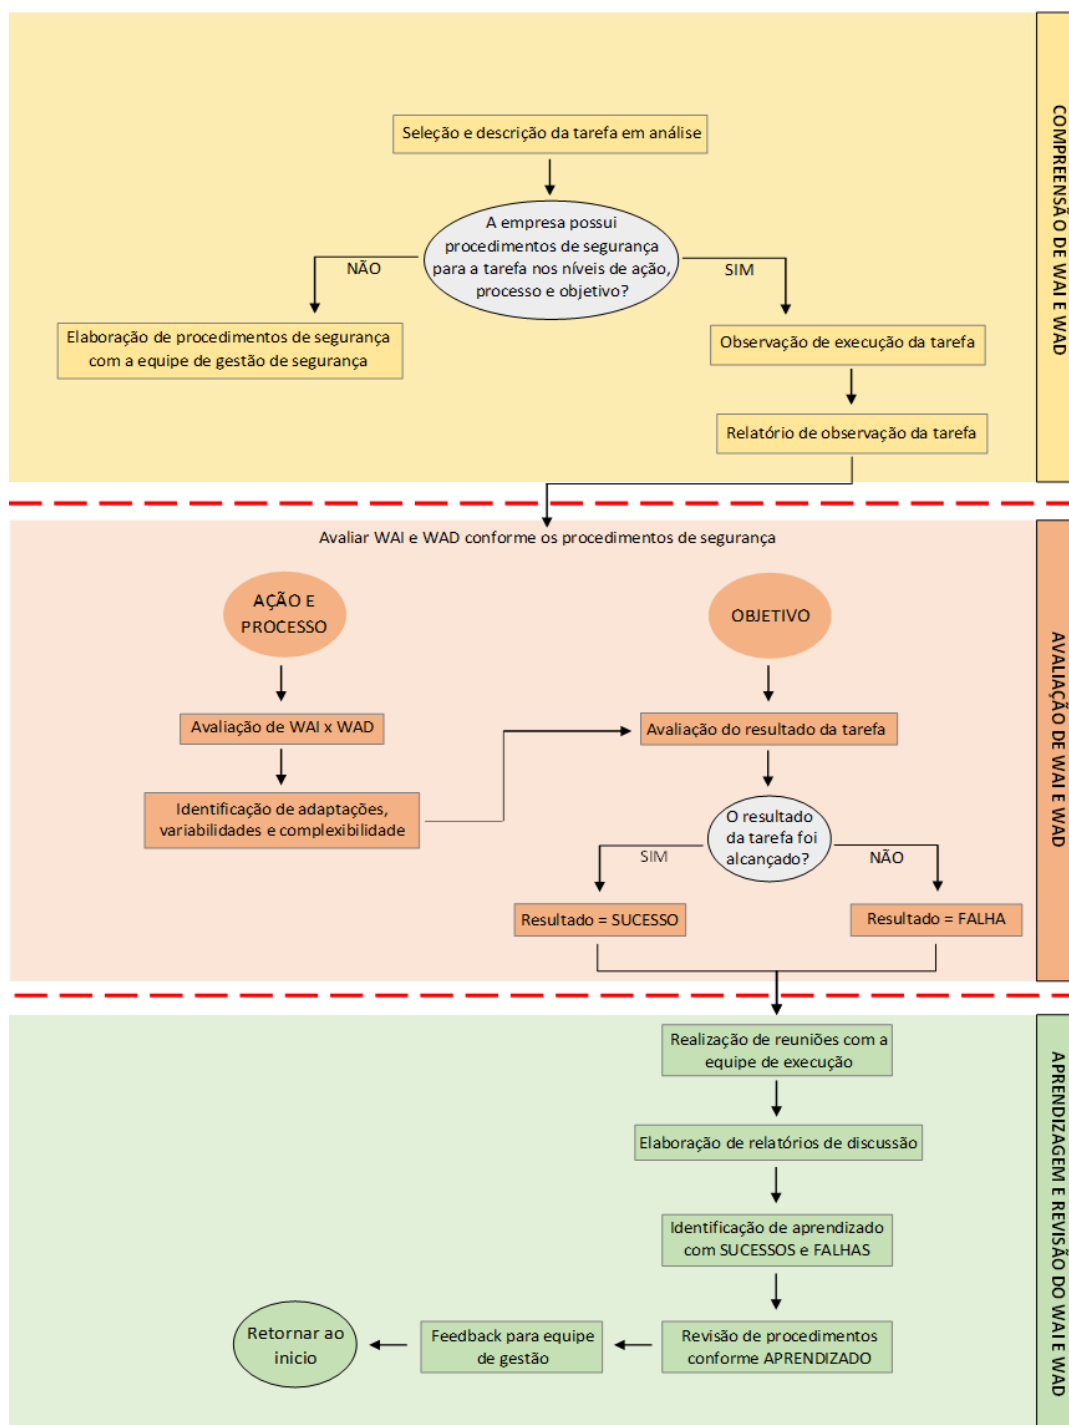 Seleção e descrição da tarefa em análise
A empresa possui
procedimentos de segurança
para a tarefa nos níveis de ação,
processo e objetivo?
NÃO
SIM
Elaboração de procedimentos de segurança
com a equipe de gestão de segurança
Observação de execução da tarefa
Relatório de observação da tarefa
COMPREENSÃO DE WAI E WAD
Avaliar WAI e WAD conforme os procedimentos de segurança
AÇÃO E
PROCESSO
OBJETIVO
Avaliação de WAI x WAD
Avaliação do resultado da tarefa
Identificação de adaptações,
variabilidades e complexibilidade
O resultado
da tarefa foi
alcançado?
SIM
NÃO
Resultado = SUCESSO
Resultado = FALHA
AVALIAÇÃO DE WAI E WAD
Realização de reuniões com a
equipe de execução
Elaboração de relatórios de discussão
Identificação de aprendizado
com SUCESSOS e FALHAS
Revisão de procedimentos
conforme APRENDIZADO
Feedback para equipe
de gestão
Retornar ao
inicio
APRENDIZAGEM E REVISÃO DO WAI E WAD